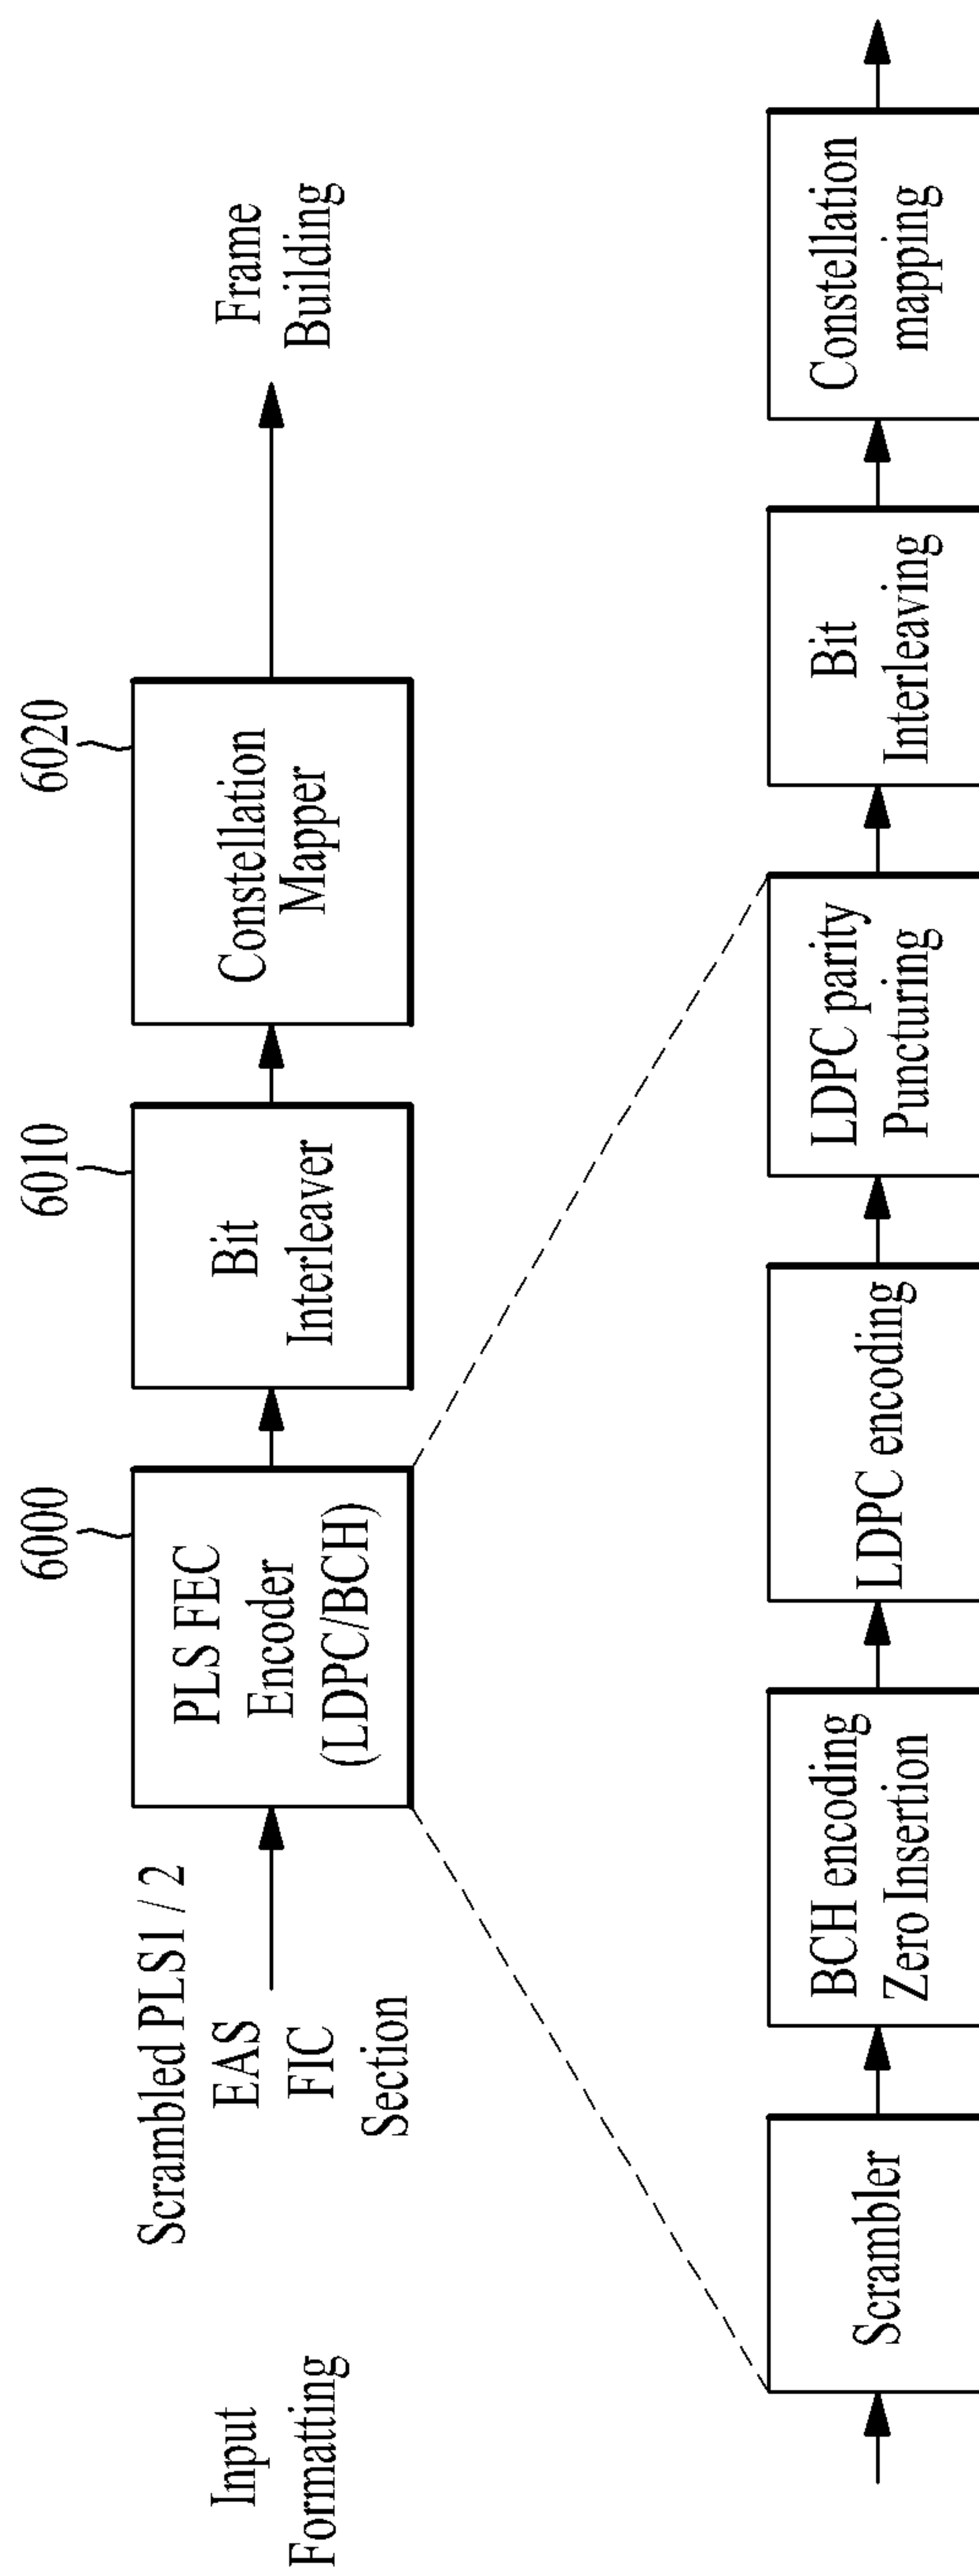 Input
Formatting
Scrambled PLS1 / 2
EAS
FIC
Section
6000
PLS FEC
Encoder
(LDPC/BCH)
6010
Bit
Interleaver
6020
Constellation
Mapper
Frame
Building
Scrambler
BCH encoding
Zero Insertion
LDPC encoding
LDPC parity
Puncturing
Bit
Interleaving
Constellation
mapping